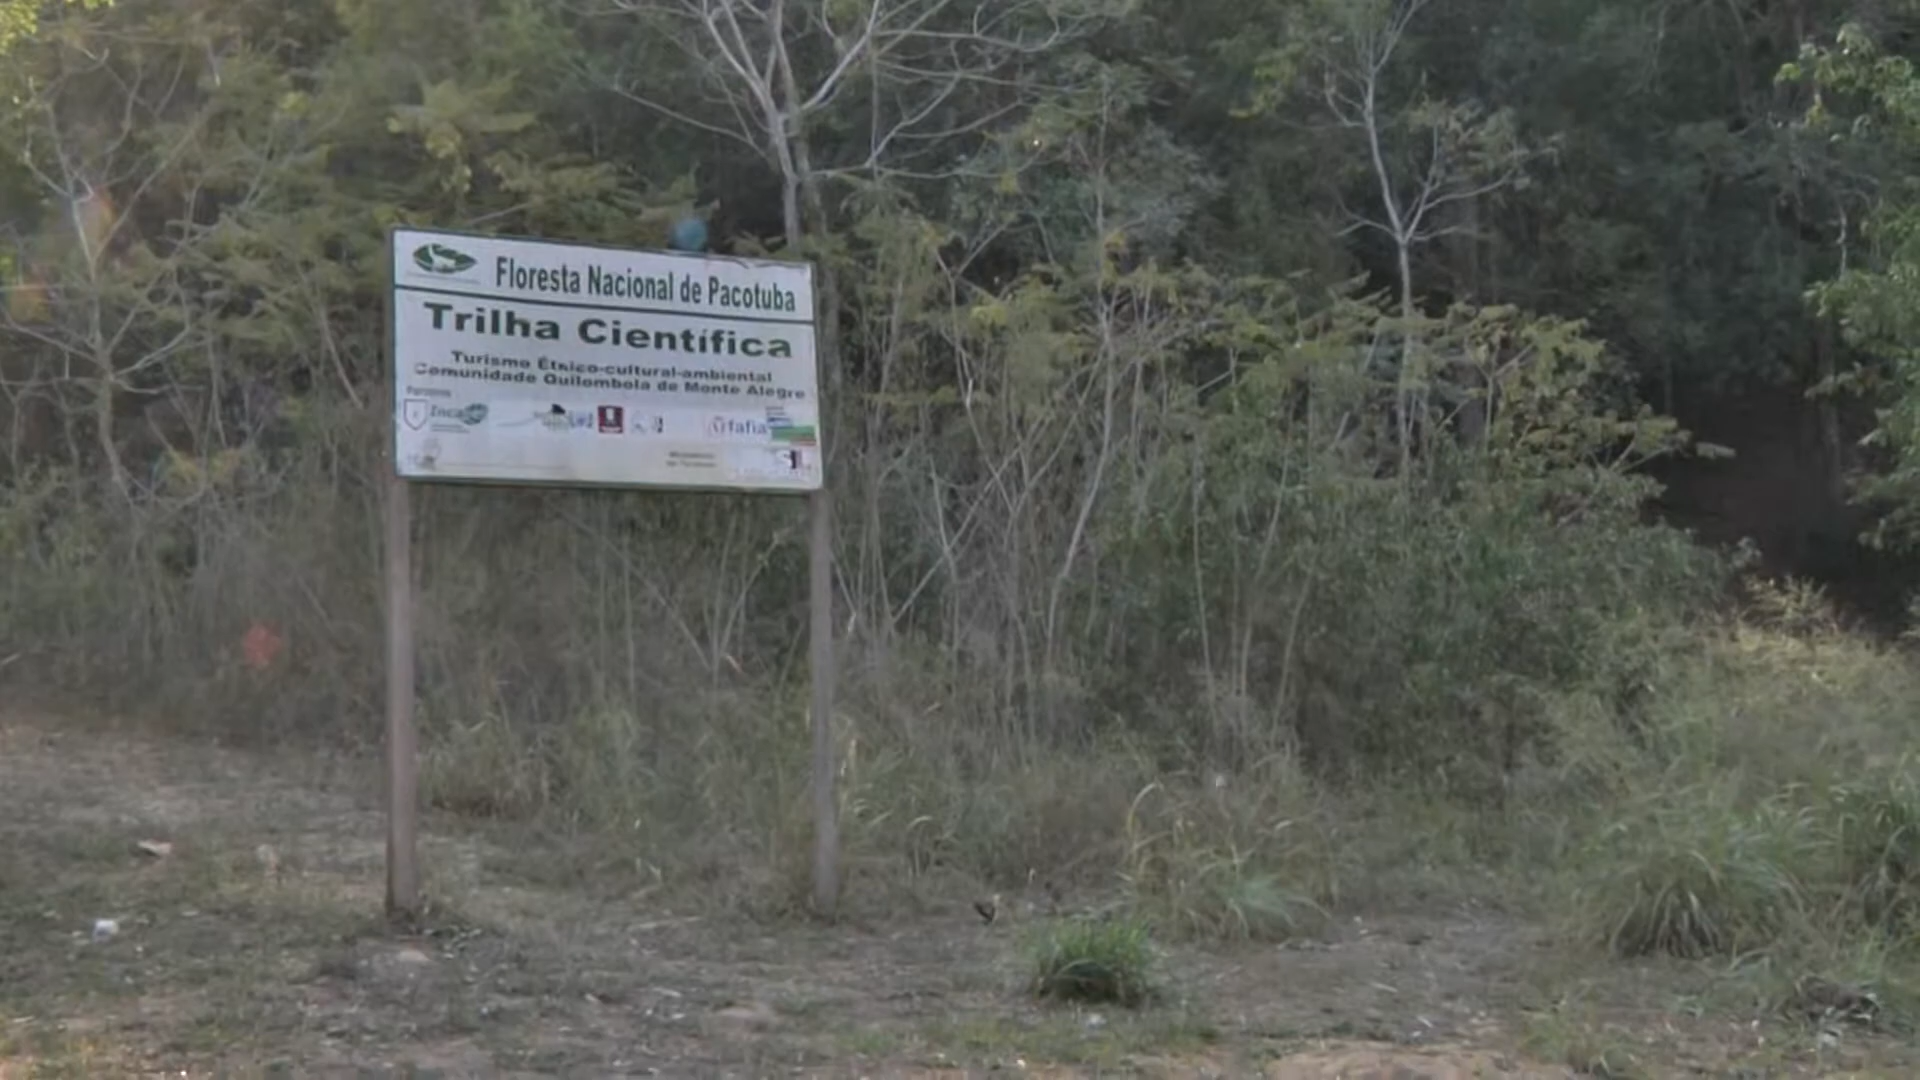 Floresta Nacional de Pacotuba
Trilha Científica
Turismo Étnico-cultural-ambiental
Comunidade Quilombola de Monte Alegre
Parceiros
Incaper
fafia